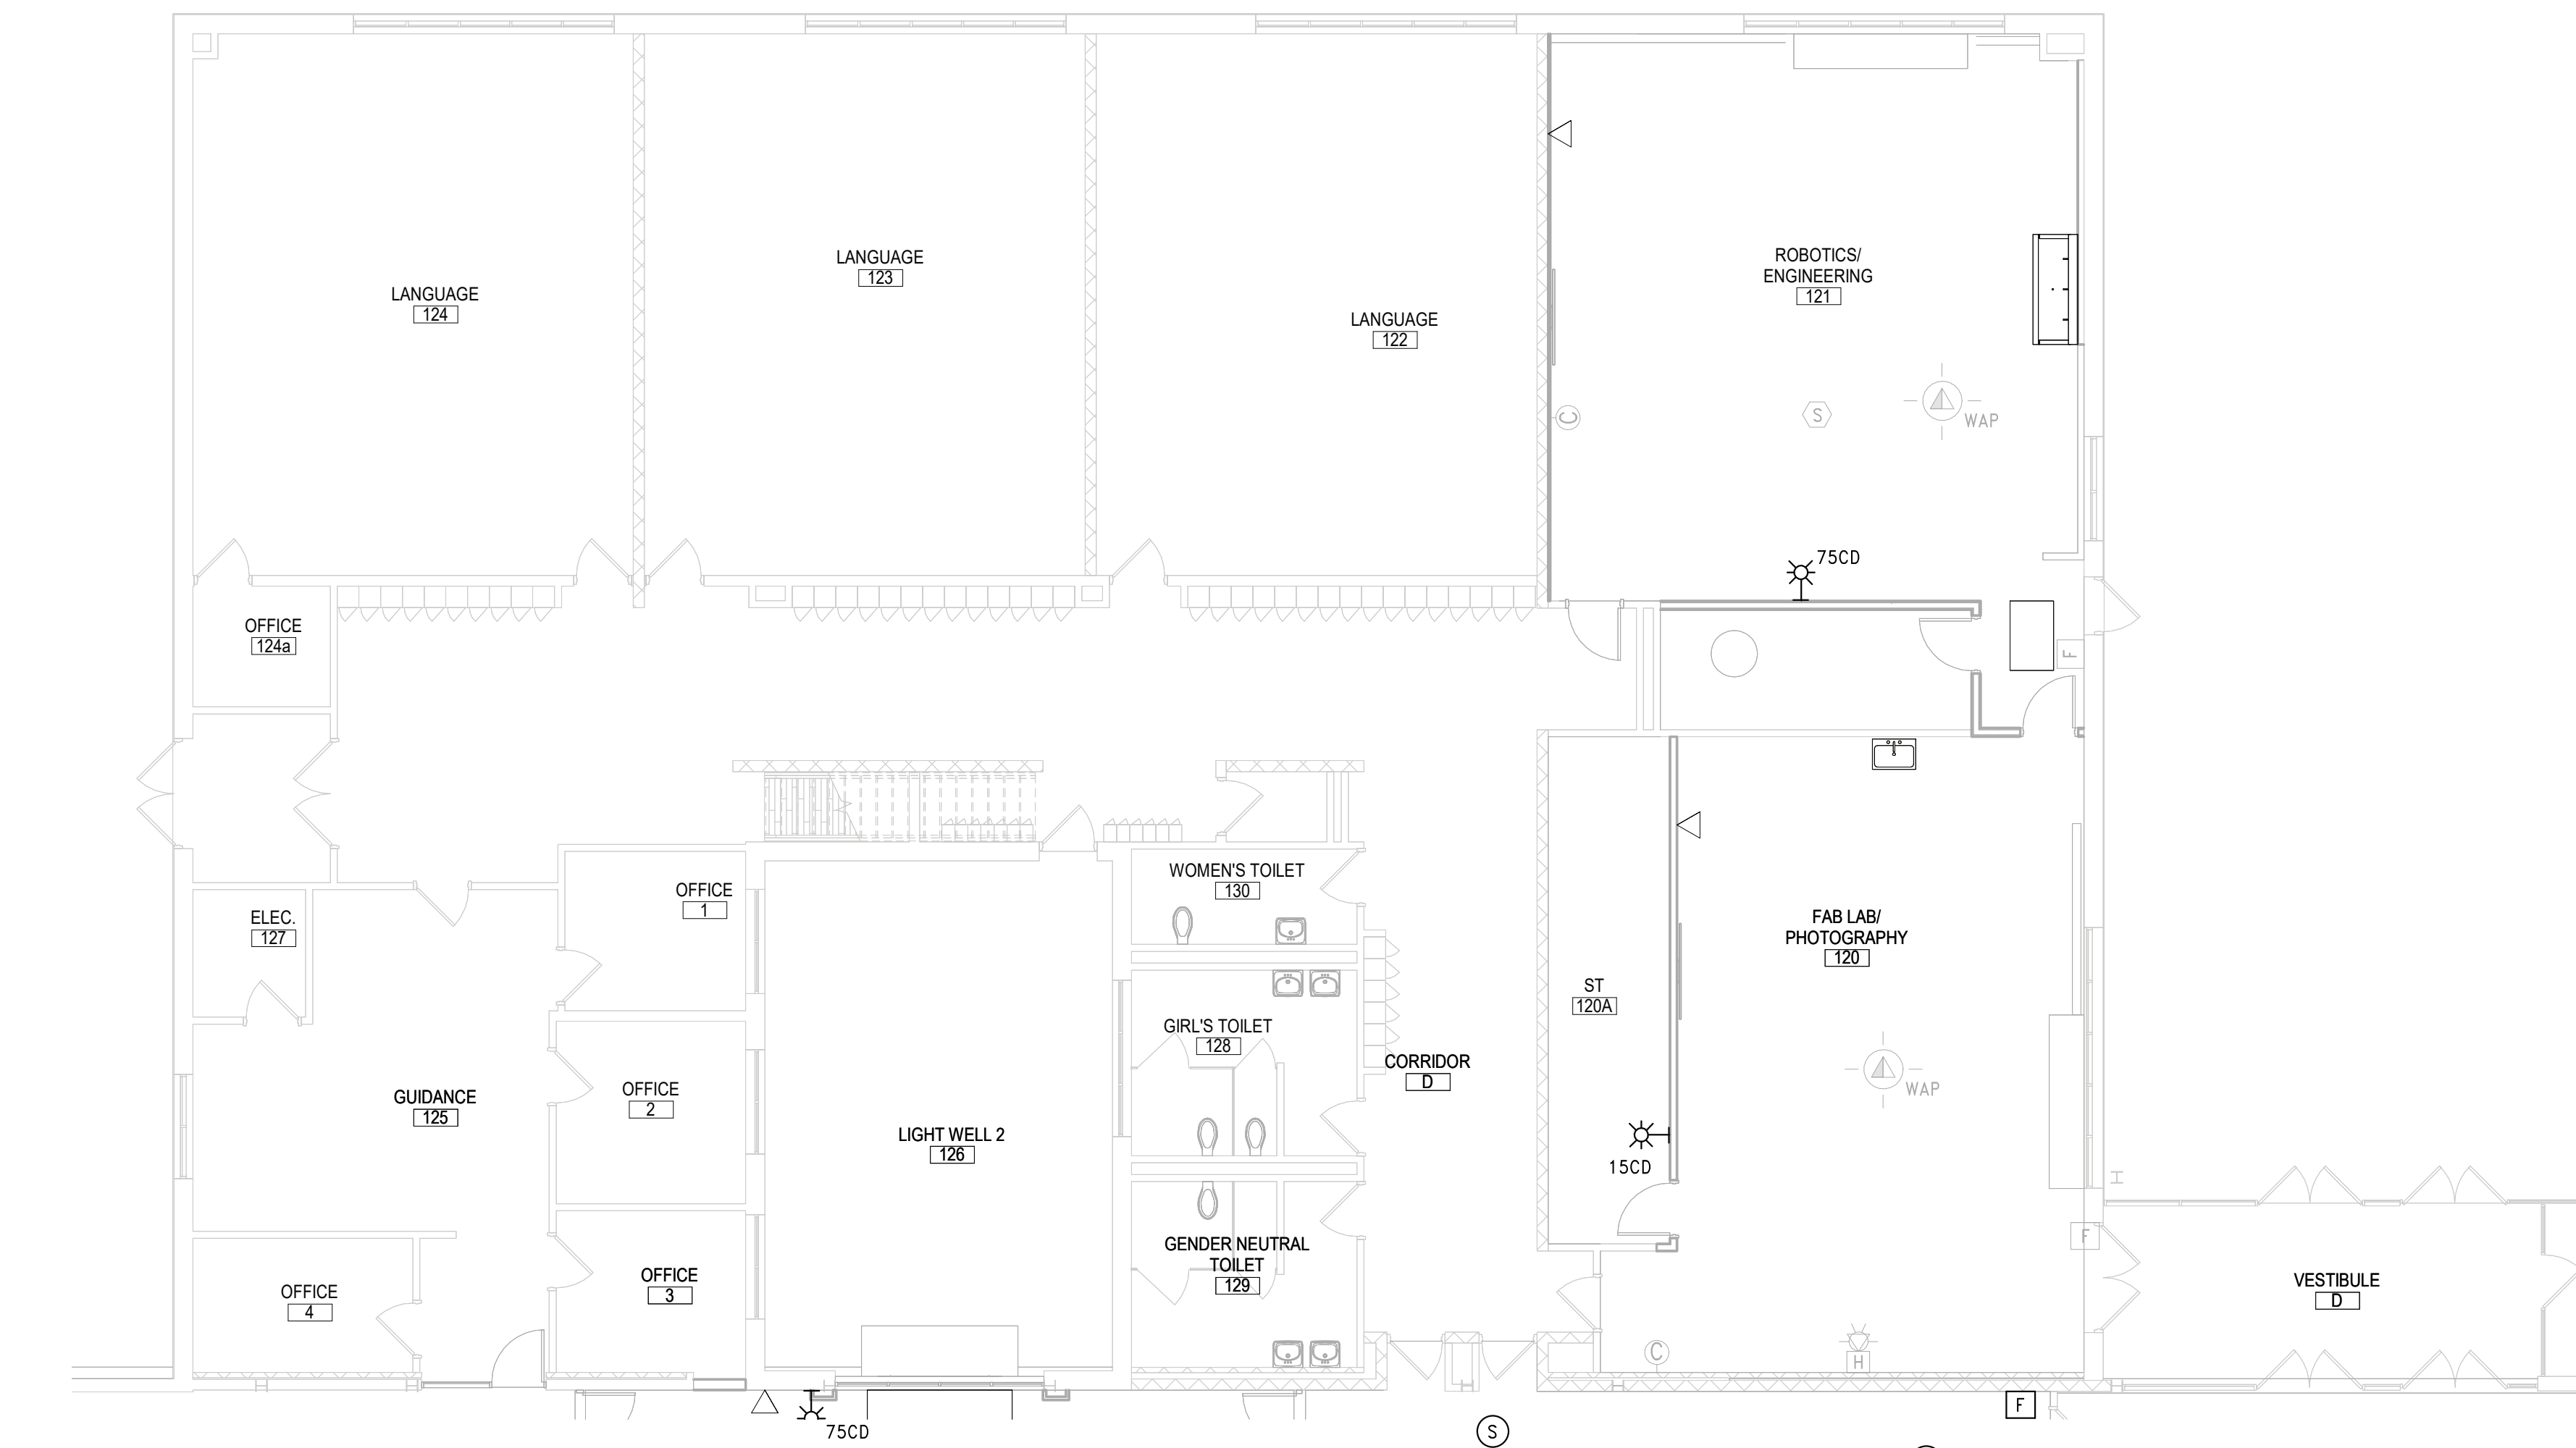 LANGUAGE
123
ROBOTICS/
ENGINEERING
121
LANGUAGE
124
LANGUAGE
122
C
S
WAP
75CD
OFFICE
124a
F
WOMEN'S TOILET
130
OFFICE
1
ELEC.
127
FAB LAB/
PHOTOGRAPHY
120
ST
120A
GIRL'S TOILET
128
CORRIDOR
D
WAP
GUIDANCE
125
OFFICE
2
LIGHT WELL 2
126
15CD
H
F
GENDER NEUTRAL
TOILET
129
OFFICE
3
OFFICE
4
VESTIBULE
D
C
H
F
75CD
S